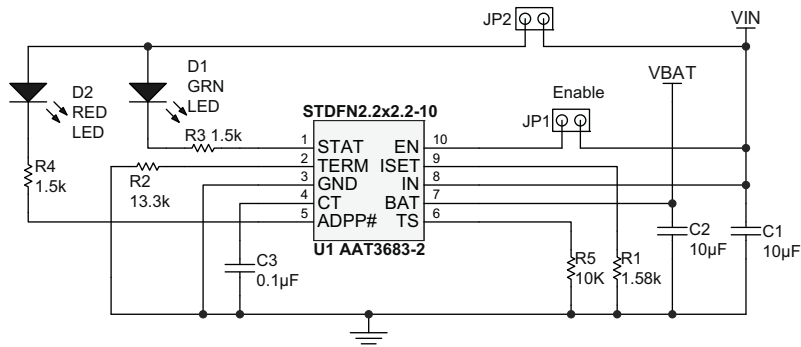 JP2
VIN
D1
GRN
LED
D2
RED
LED
VBAT
Enable
JP1
STDFN2.2x2.2-10
R3 1.5k
1
STAT
EN
10
2
TERM
ISET
9
3
GND
IN
8
4
CT
BAT
7
5
ADPP#
TS
6
U1 AAT3683-2
R4
1.5k
R2
13.3k
C3
0.1µF
R5
10K
R1
1.58k
C2
10µF
C1
10µF